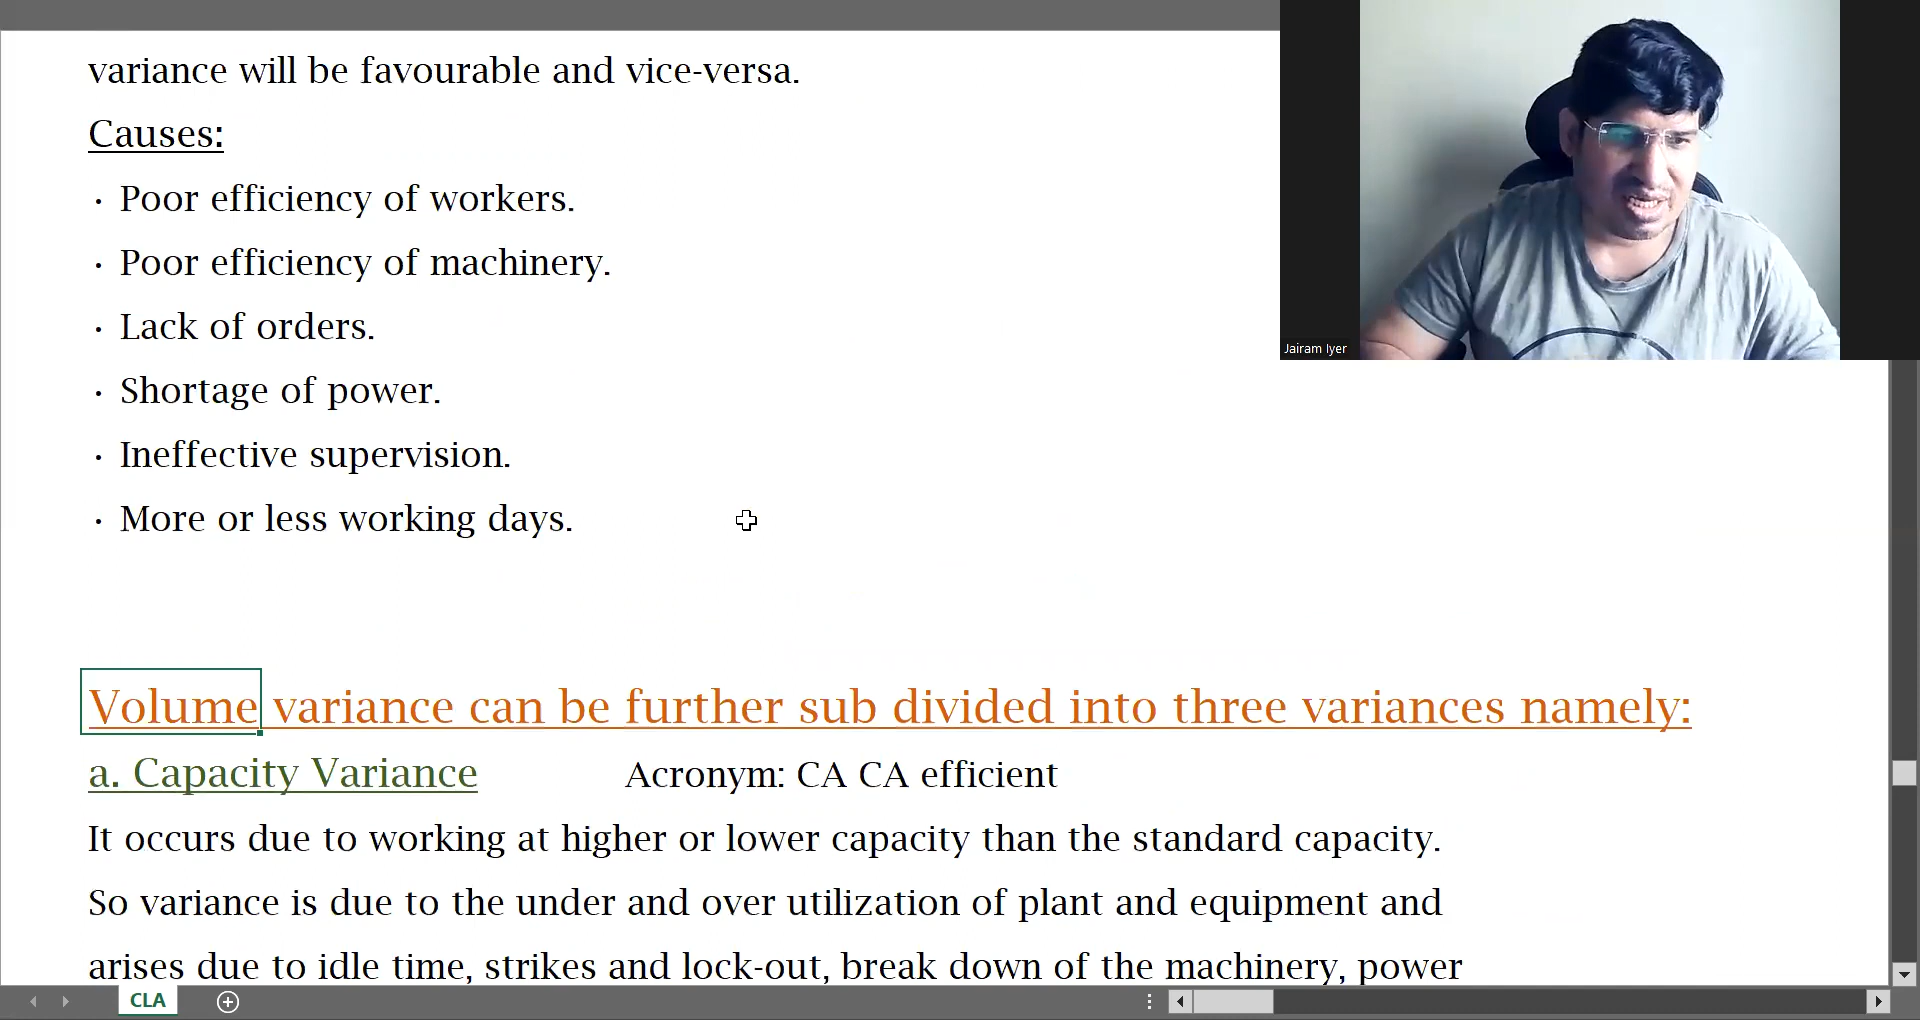 variance will be favourable and vice-versa.
Causes:
· Poor efficiency of workers.
· Poor efficiency of machinery.
· Lack of orders.
· Shortage of power.
· Ineffective supervision.
· More or less working days.
Jairam Iyer
Volume variance can be further sub divided into three variances namely:
a. Capacity Variance Acronym: CA CA efficient
It occurs due to working at higher or lower capacity than the standard capacity.
So variance is due to the under and over utilization of plant and equipment and
arises due to idle time, strikes and lock-out, break down of the machinery, power
CLA